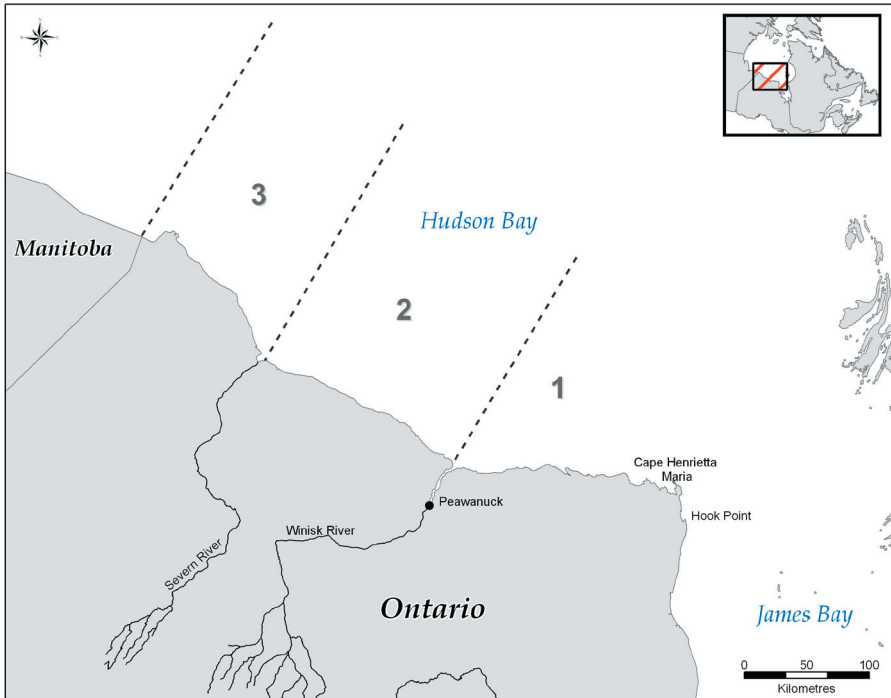 3
Hudson Bay
Manitoba
2
1
Cape Henrietta
Maria
Peawanuck
Hook Point
Winisk River
Severn River
Ontario
James Bay
0 50 100
Kilometres